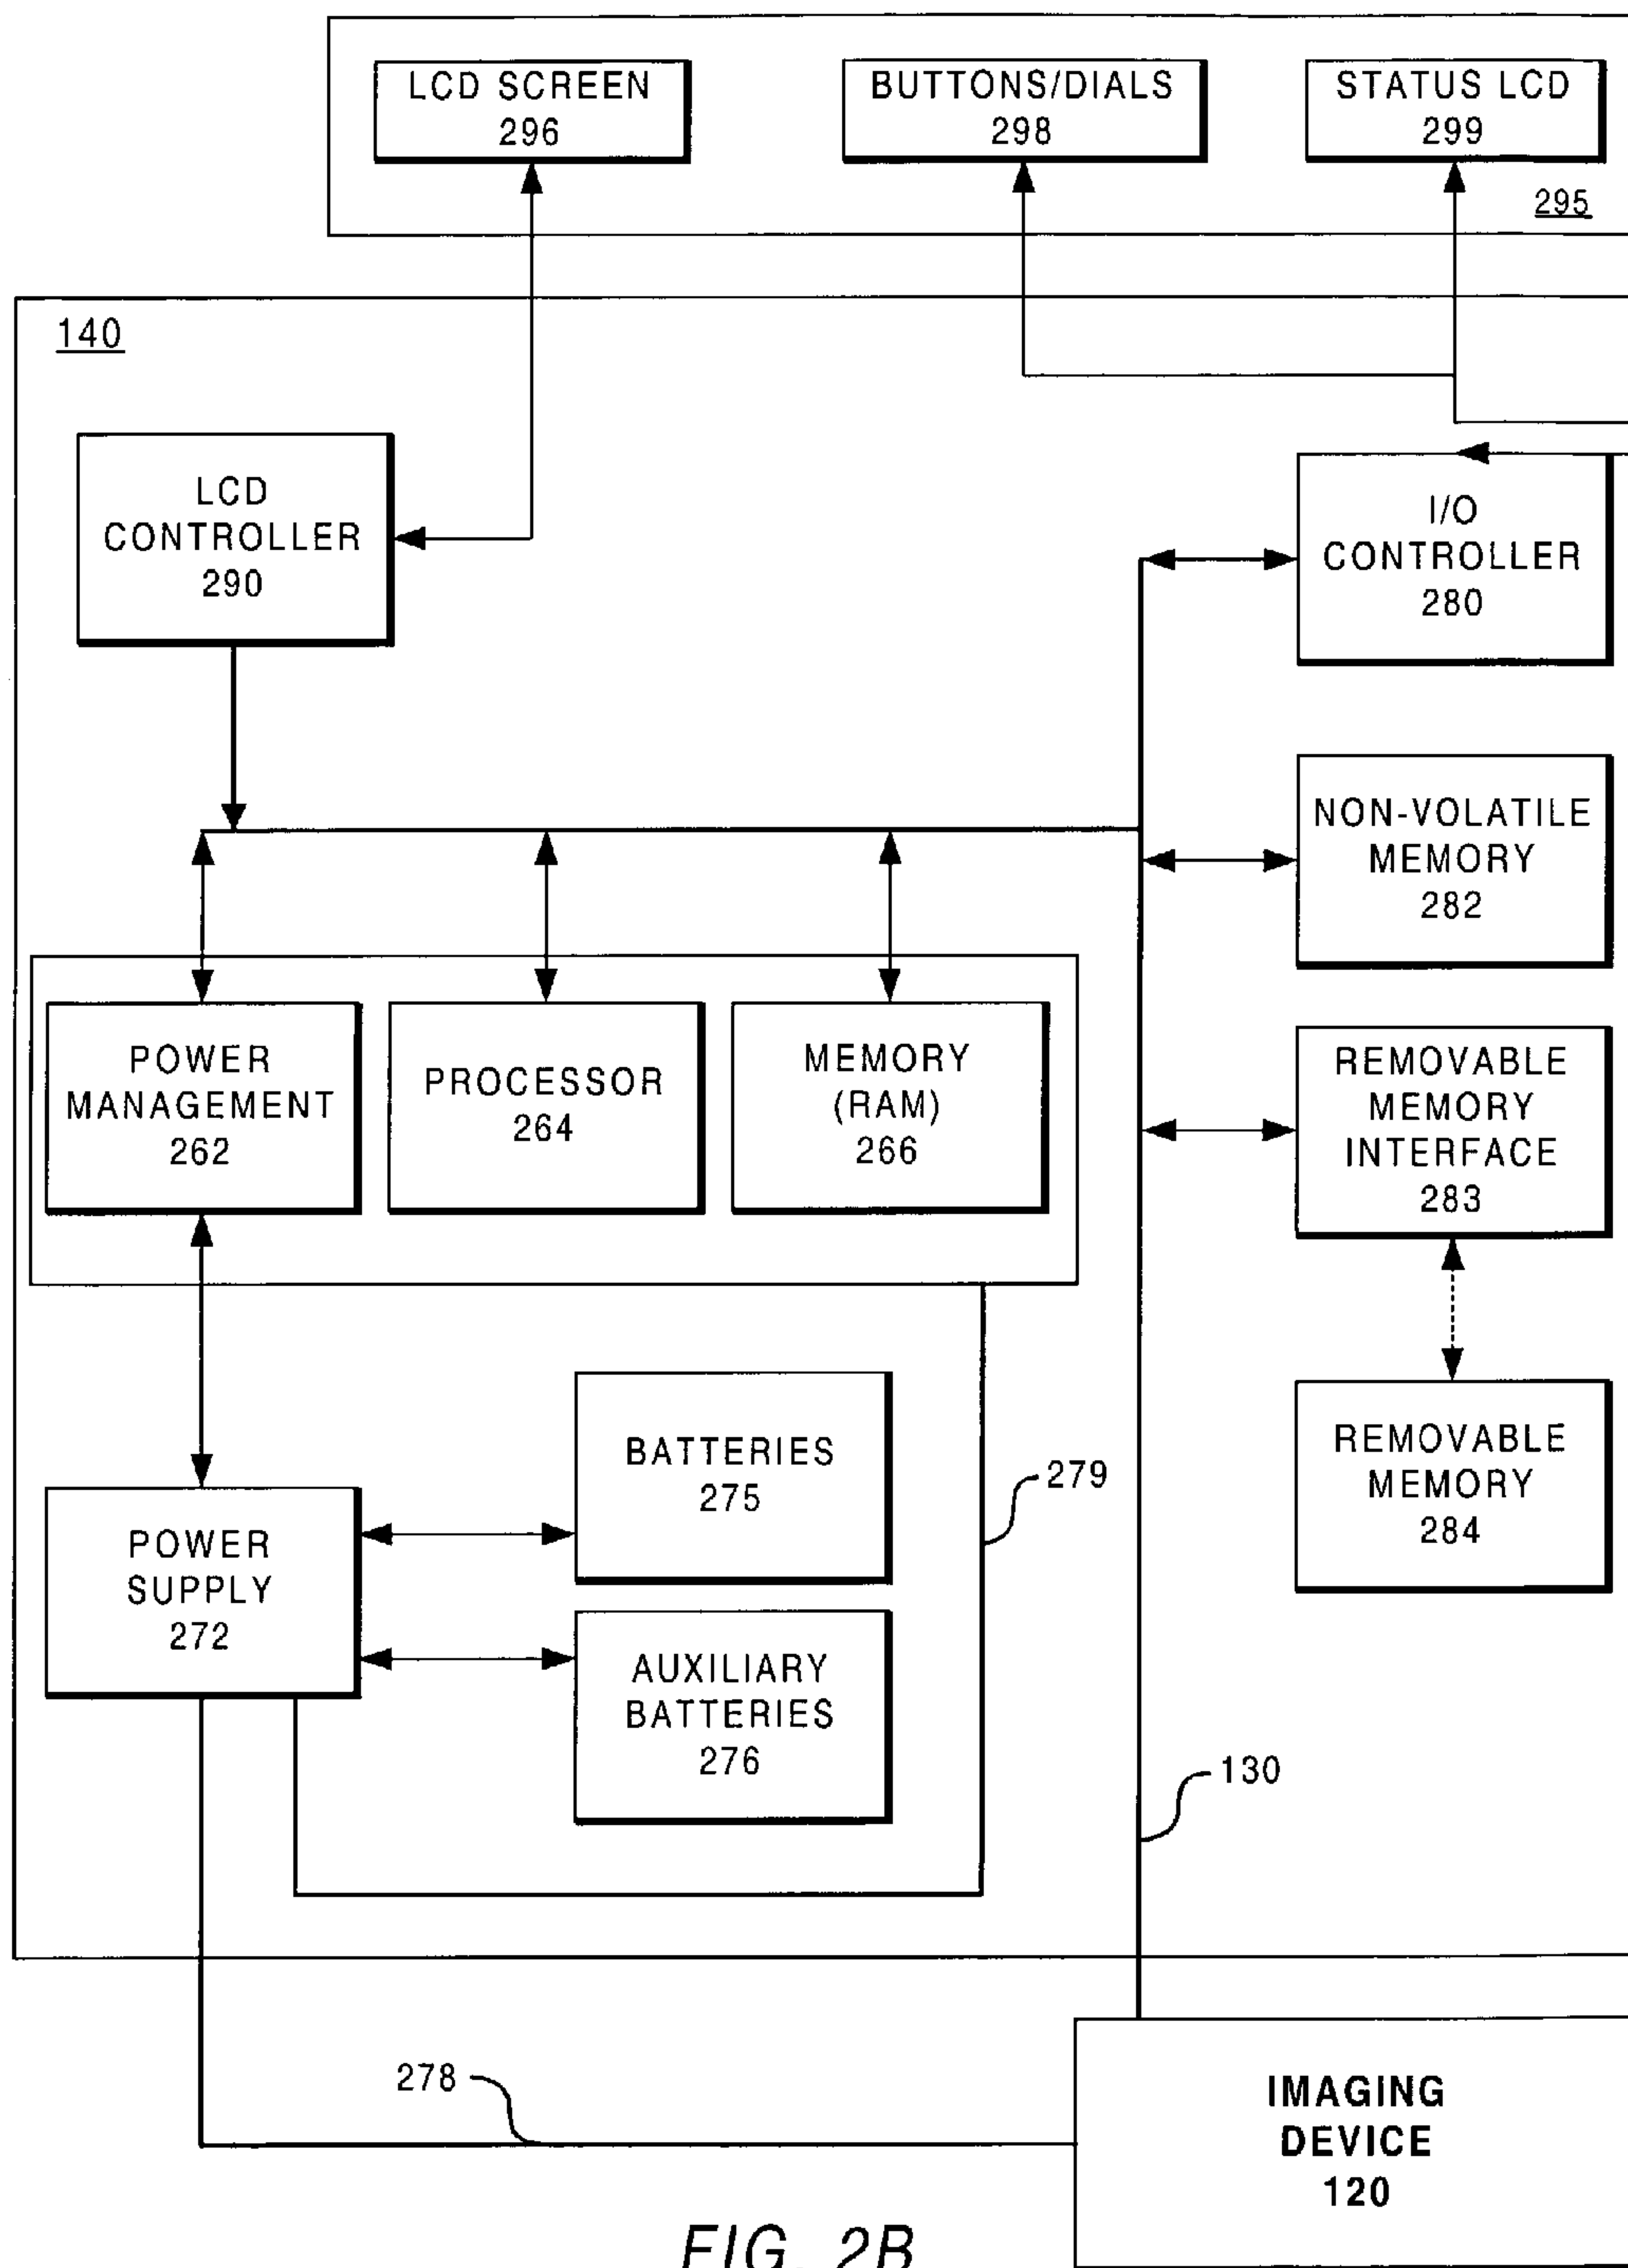 LCD SCREEN
296
BUTTONS/DIALS
298
STATUS LCD
299
295
140
LCD
CONTROLLER
290
I/O
CONTROLLER
280
NON-VOLATILE
MEMORY
282
POWER
MANAGEMENT
262
PROCESSOR
264
MEMORY
(RAM)
266
REMOVABLE
MEMORY
INTERFACE
283
BATTERIES
275
279
REMOVABLE
MEMORY
284
POWER
SUPPLY
272
AUXILIARY
BATTERIES
276
130
278
IMAGING
DEVICE
120
FIG. 2B